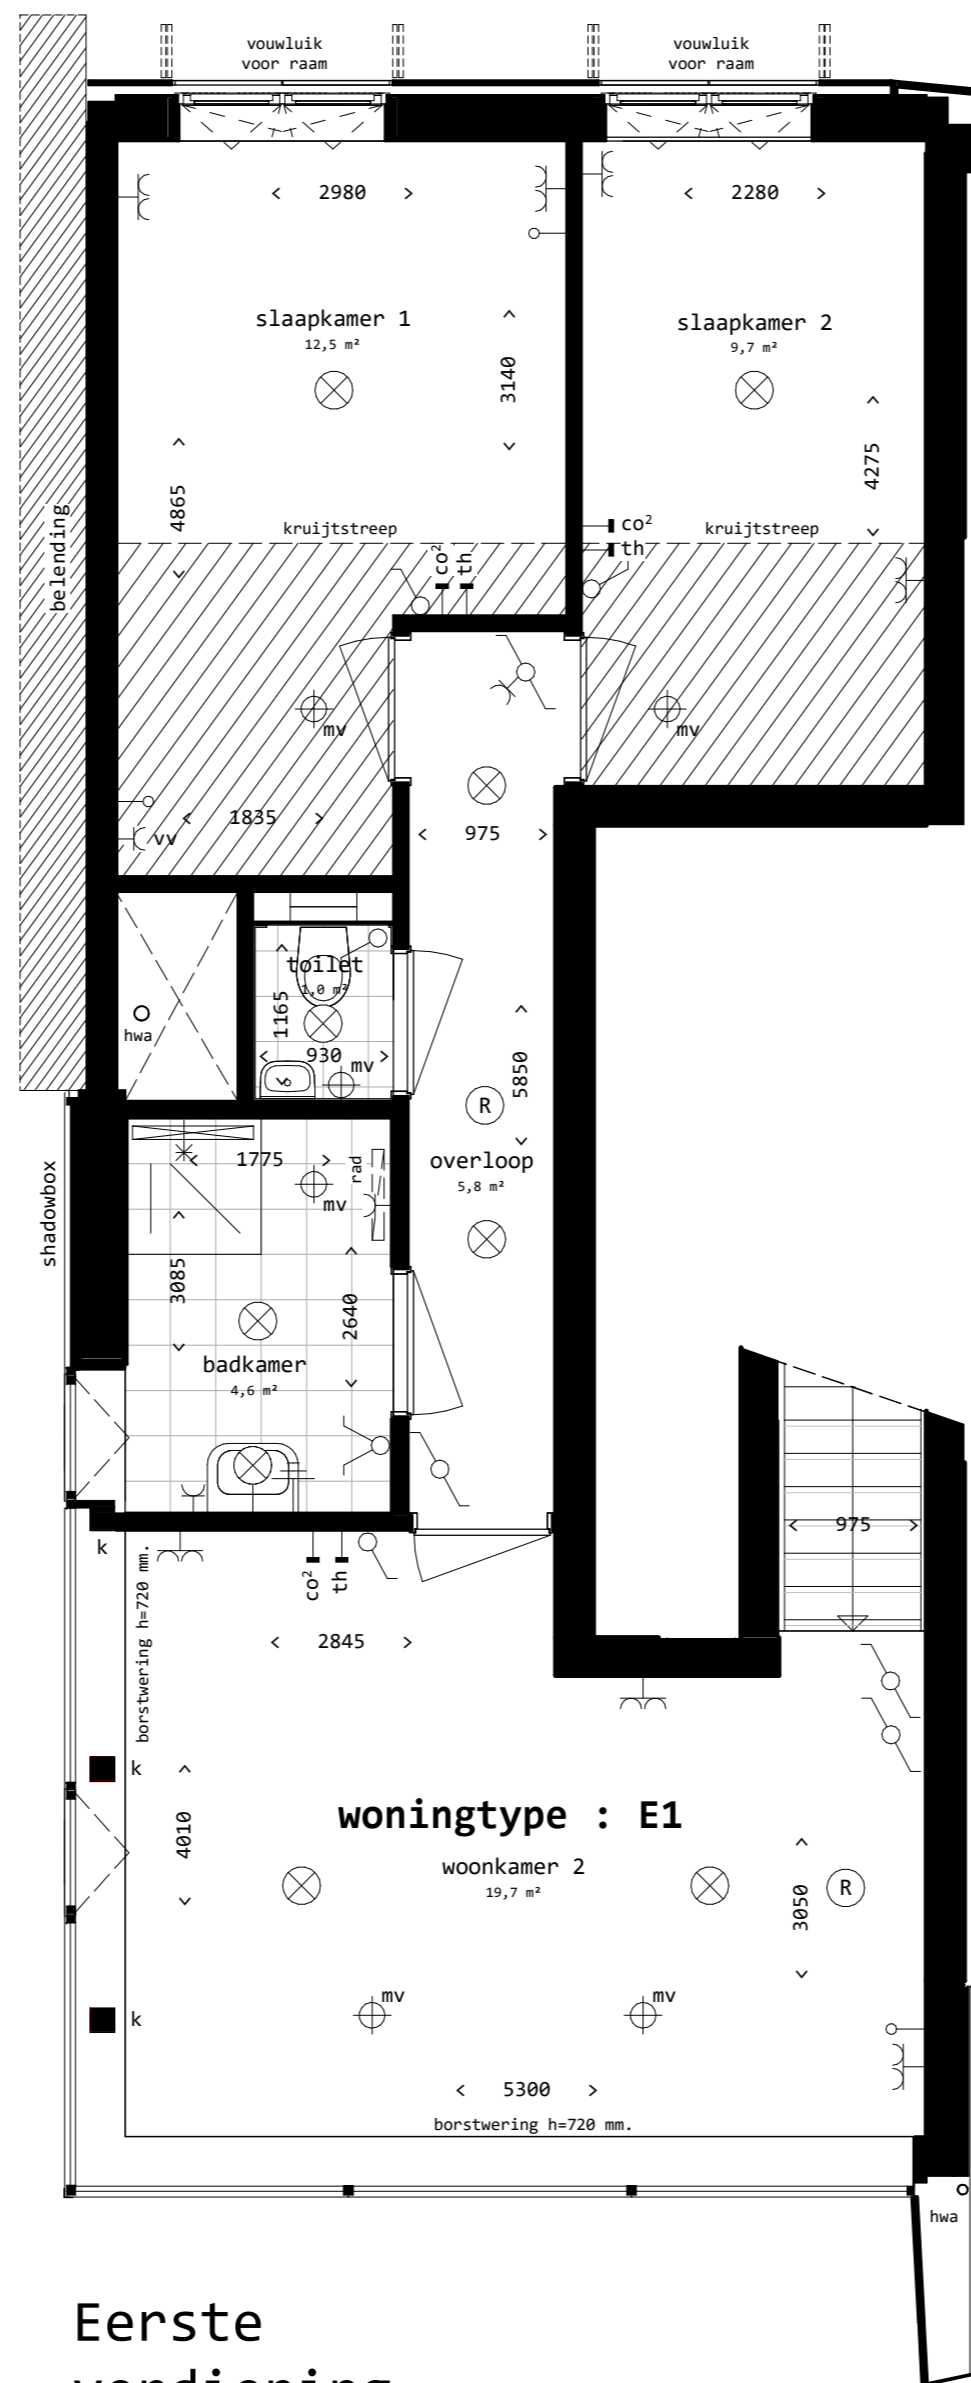 vouwluik
voor raam
vouwluik
voor raam
2980
2280
slaapkamer 1
12,5 m²
slaapkamer 2
9,7 m²
3140
4275
4865
belending
kruijtstreep
kruijtstreep
co²
th
co²
th
mv
mv
1835
vv
975
toilet
1,0 m²
1165
930
mv
hwa
5850
R
overloop
5,8 m²
shadowbox
1775
rad
mv
3085
2640
badkamer
4,6 m²
975
k
borstwering h=720 mm.
co²
th
2845
k
4010
woningtype : E1
woonkamer 2
19,7 m²
3050
R
mv
mv
k
5300
borstwering h=720 mm.
hwa
Eerste
verdieping